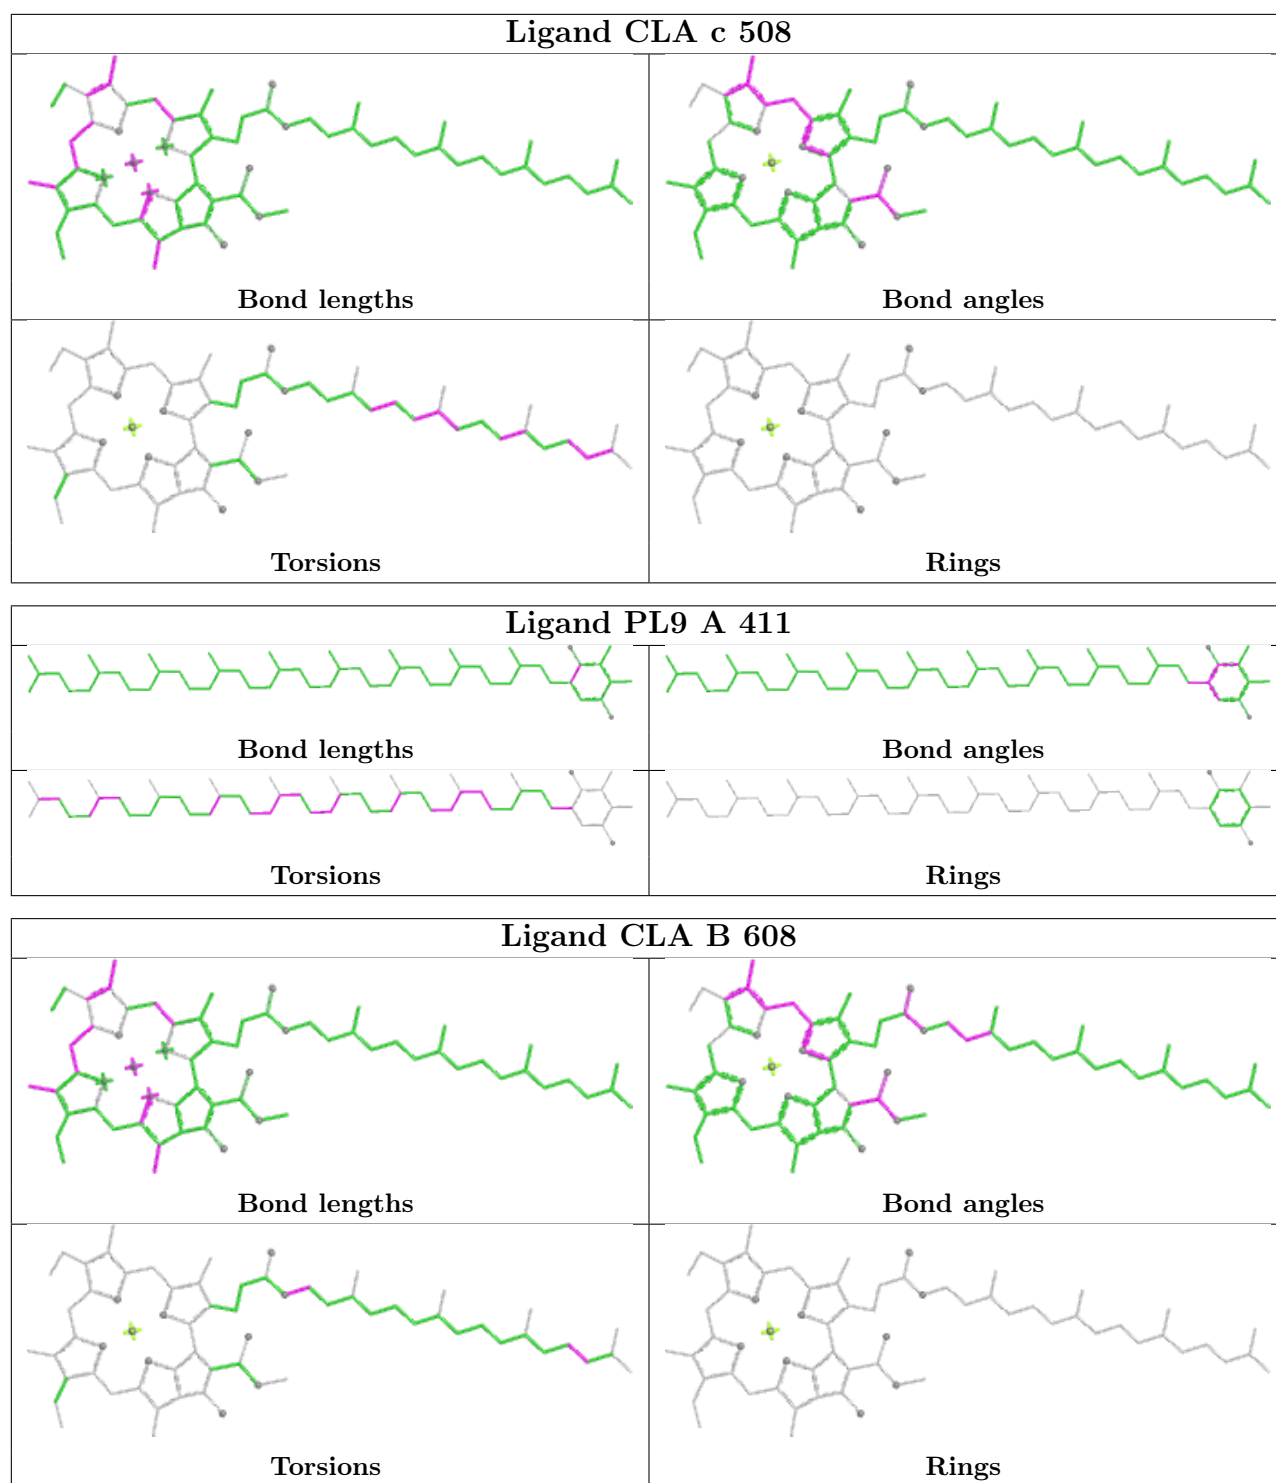 Ligand CLA c 508
Bond lengths
Bond angles
Torsions
Rings
Ligand PL9 A 411
Bond lengths
Bond angles
Torsions
Rings
Ligand CLA B 608
Bond lengths
Bond angles
Torsions
Rings